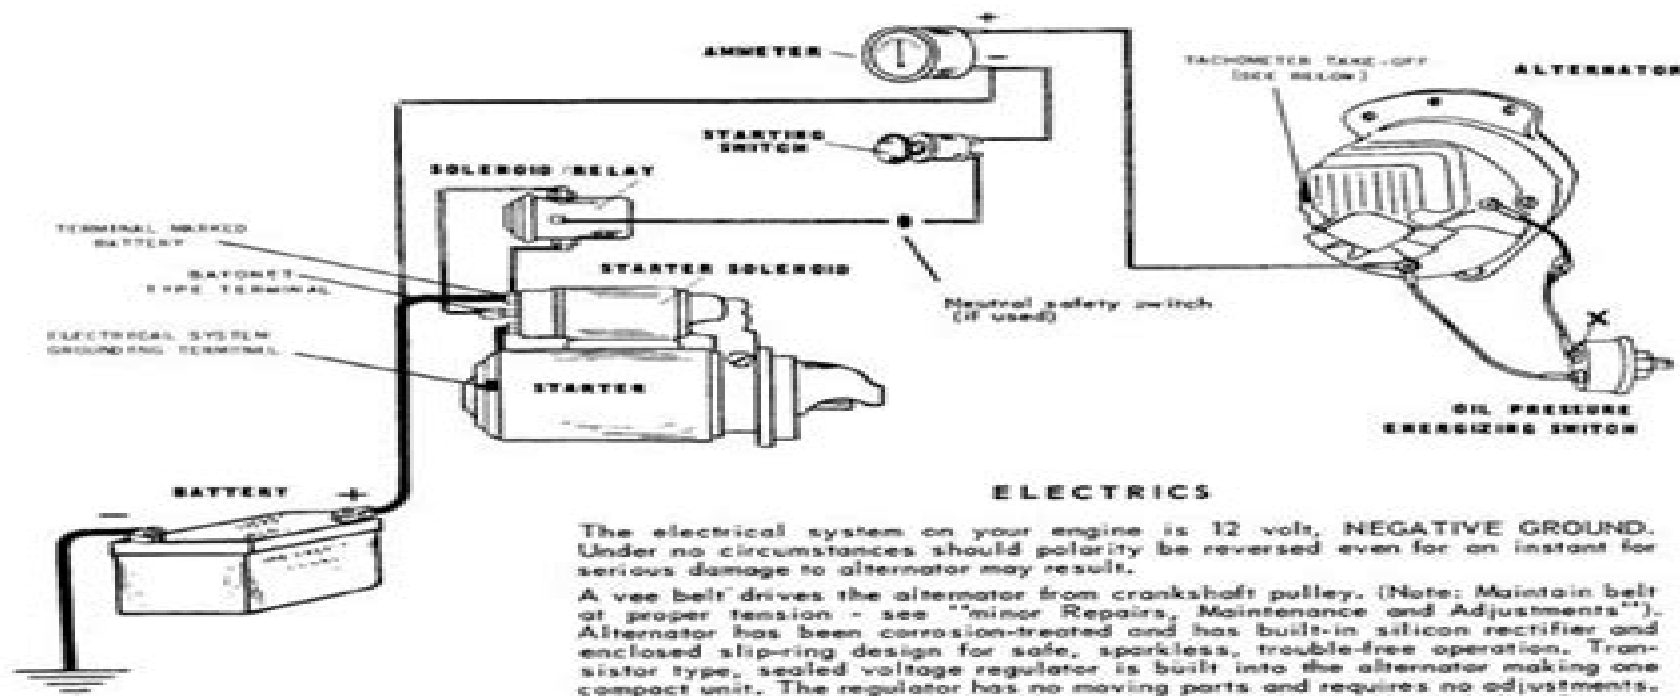 AMMETER
+
-
TACHOMETER TAKE-OFF
(SEE BELOW)
ALTERNATOR
STARTING
SWITCH
SOLENOID/RELAY
TERMINAL MARKED
BATTERY
BAYONET
TYPE TERMINAL
STARTER SOLENOID
Neutral safety switch
(if used)
ELECTRICAL SYSTEM
GROUNDING TERMINAL
STARTER
X
OIL PRESSURE
ENERGIZING SWITCH
BATTERY
+
-
ELECTRICS
The electrical system on your engine is 12 volt, NEGATIVE GROUND.
Under no circumstances should polarity be reversed even for an instant for
serious damage to alternator may result.
A vee belt drives the alternator from crankshaft pulley. (Note: Maintain belt
at proper tension - see "minor Repairs, Maintenance and Adjustments").
Alternator has been corrosion-treated and has built-in silicon rectifier and
enclosed slip-ring design for safe, sparkless, trouble-free operation. Tran-
sistor type, sealed voltage regulator is built into the alternator making one
compact unit. The regulator has no moving parts and requires no adjustments.